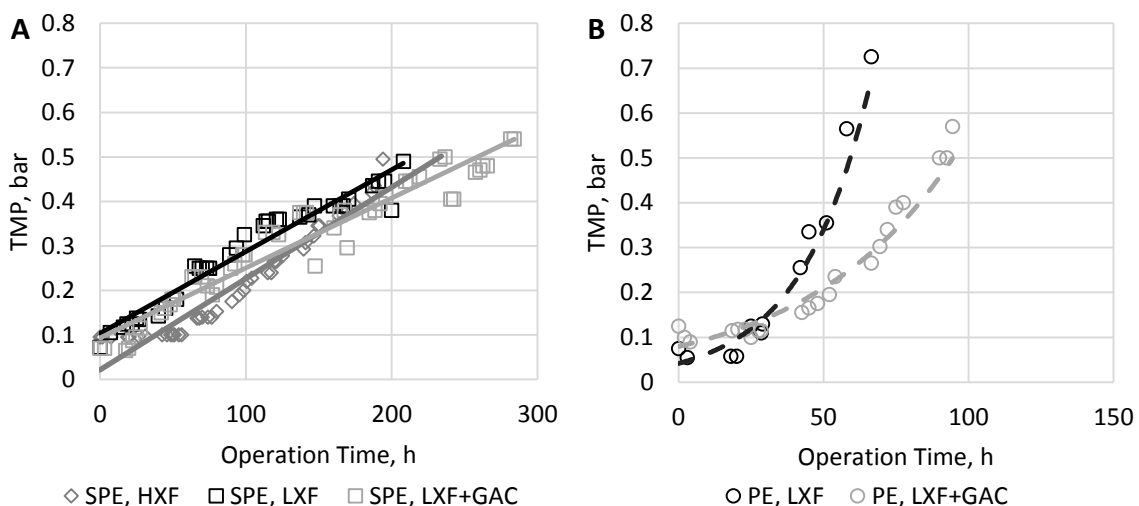 A
TMP, bar
0.8
0.7
0.6
0.5
0.4
0.3
0.2
0.1
0
0 100 200 300
Operation Time, h
SPE, HXF SPE, LXF SPE, LXF+GAC
B
TMP, bar
0.8
0.7
0.6
0.5
0.4
0.3
0.2
0.1
0
0 50 100 150
Operation Time, h
PE, LXF PE, LXF+GAC